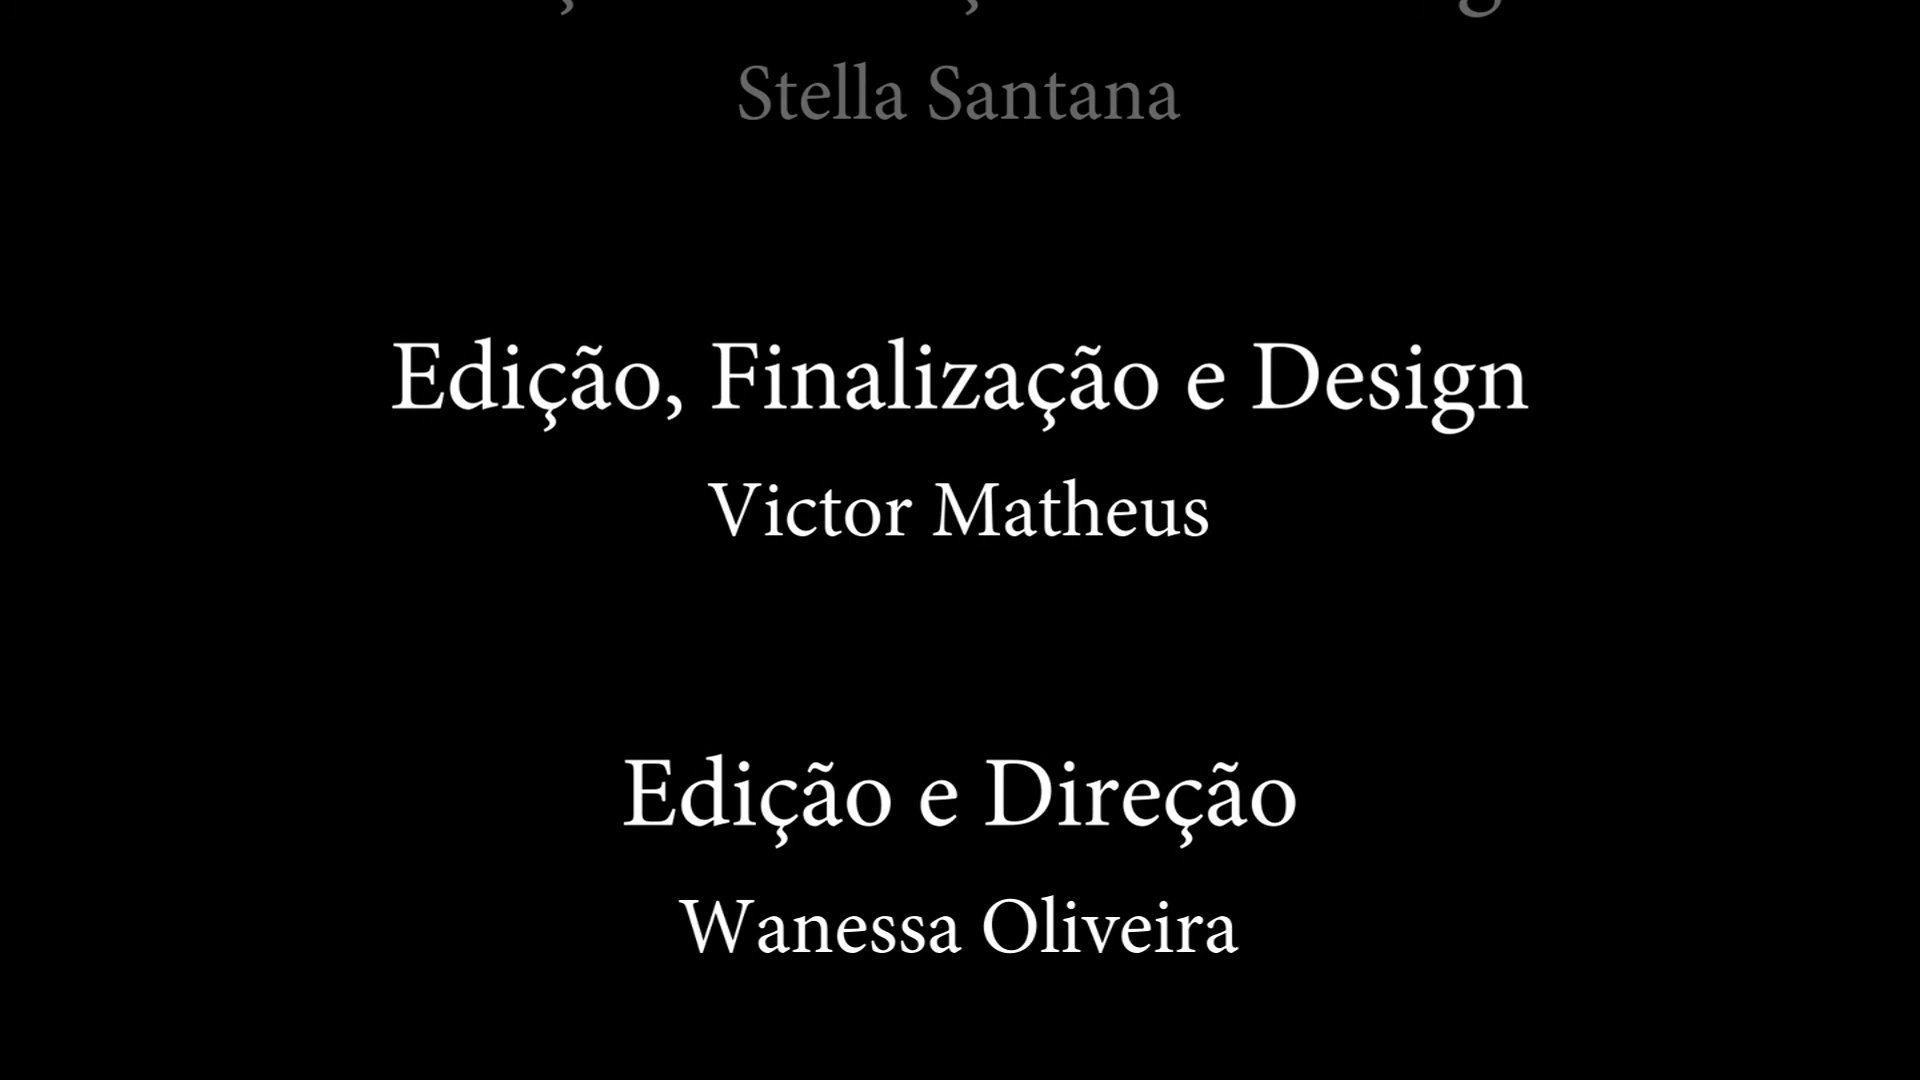 Stella Santana
Edição, Finalização e Design
Victor Matheus
Edição e Direção
Wanessa Oliveira